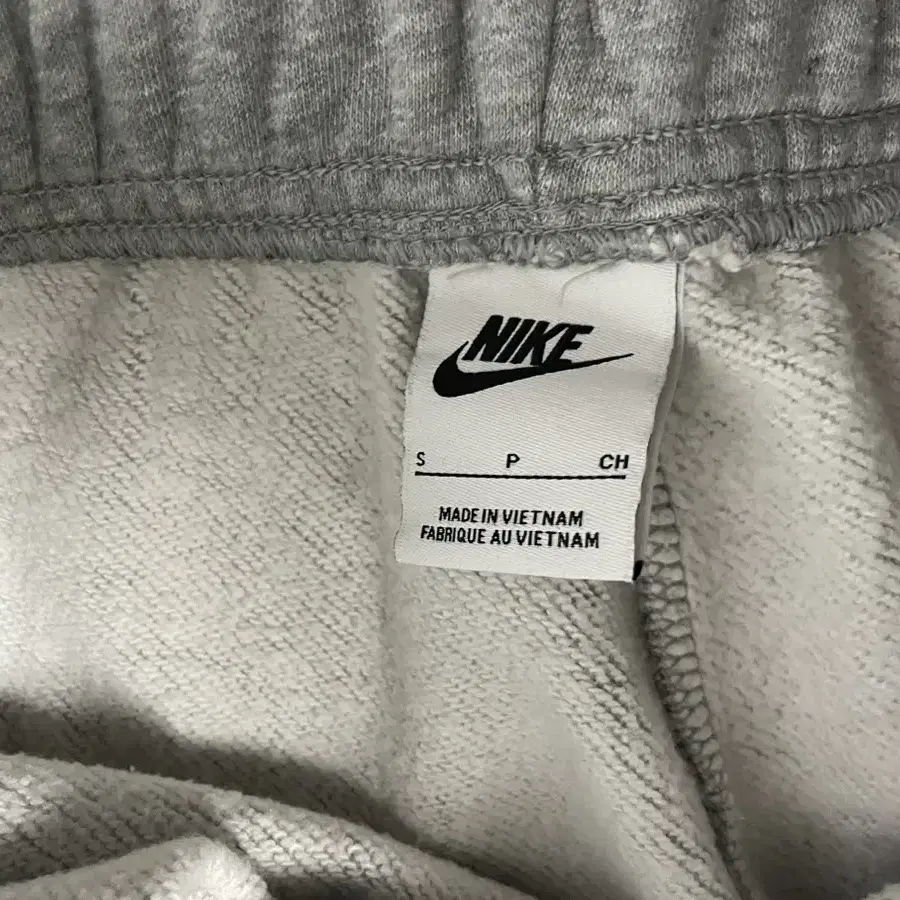 NIKE
S P CH
MADE IN VIETNAM
FABRIQUE AU VIETNAM